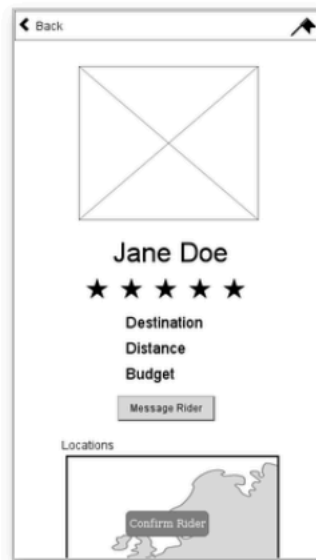 Back
Jane Doe
Destination
Distance
Budget
Message Rider
Locations
Confirm Rider